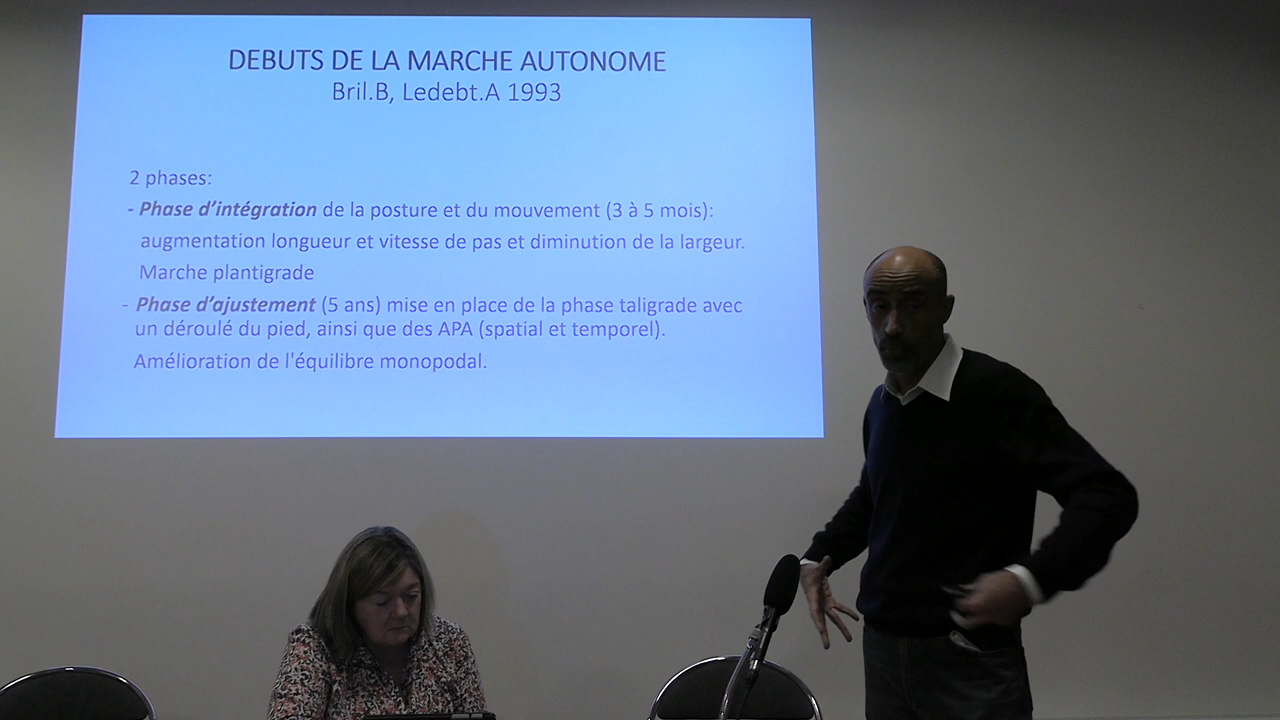 DEBUTS DE LA MARCHE AUTONOME
Bril.B, Ledebt.A 1993
2 phases:
- Phase d'intégration de la posture et du mouvement (3 à 5 mois):
augmentation longueur et vitesse de pas et diminution de la largeur.
Marche plantigrade
- Phase d'ajustement (5 ans) mise en place de la phase taligrade avec
un déroulé du pied, ainsi que des APA (spatial et temporel).
Amélioration de l'équilibre monopodal.